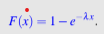 F(x) = 1 − e^{−λx}.